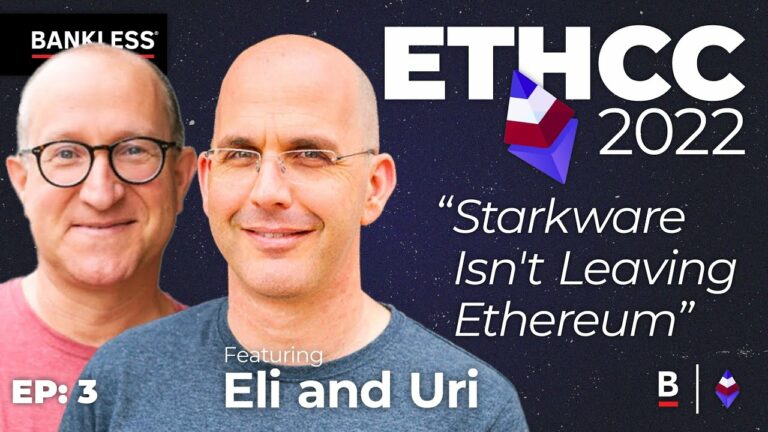 BANKLESS®
ETHCC
2022
“Starkware
Isn't Leaving
Ethereum”
Featuring
Eli and Uri
EP: 3
B